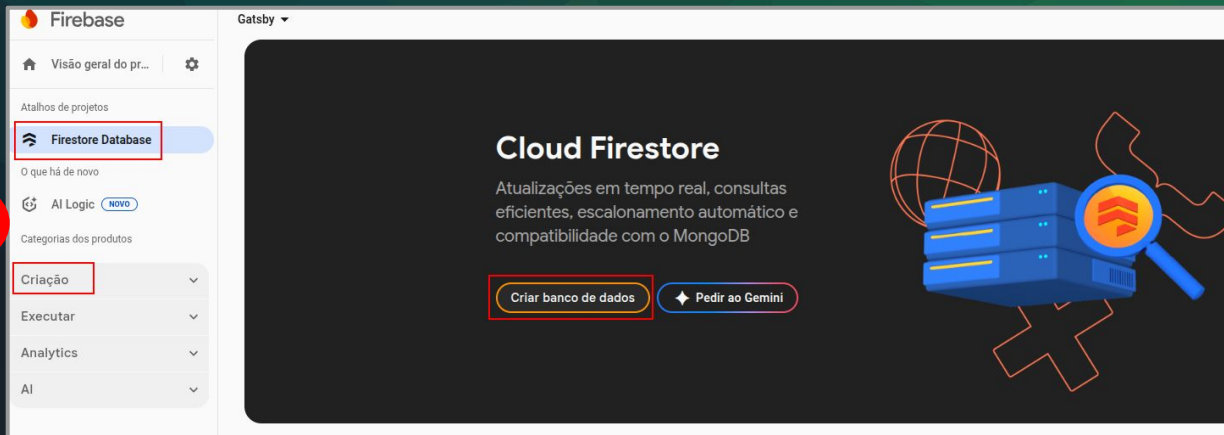 Firebase
Gatsby
Visão geral do pr...
Atalhos de projetos
Firestore Database
O que há de novo
AI Logic NOVO
Categorias dos produtos
Criação
Executar
Analytics
AI
Cloud Firestore
Atualizações em tempo real, consultas
eficientes, escalonamento automático e
compatibilidade com o MongoDB
Criar banco de dados
Pedir ao Gemini